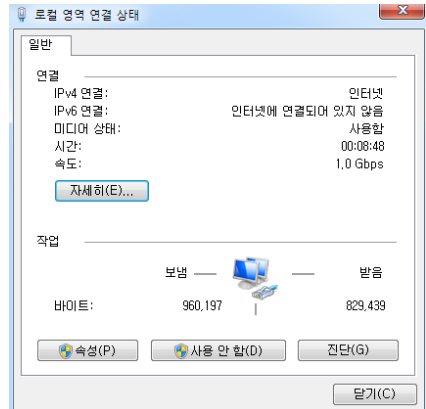 로컬 영역 연결 상태
일반
연결
IPv4 연결: 인터넷
IPv6 연결: 인터넷에 연결되어 있지 않음
미디어 상태: 사용함
시간: 00:08:48
속도: 1.0 Gbps
자세히(E)...
작업
보냄 — — 받음
바이트: 960,197 829,439
속성(P) 사용 안 함(D) 진단(G)
닫기(C)